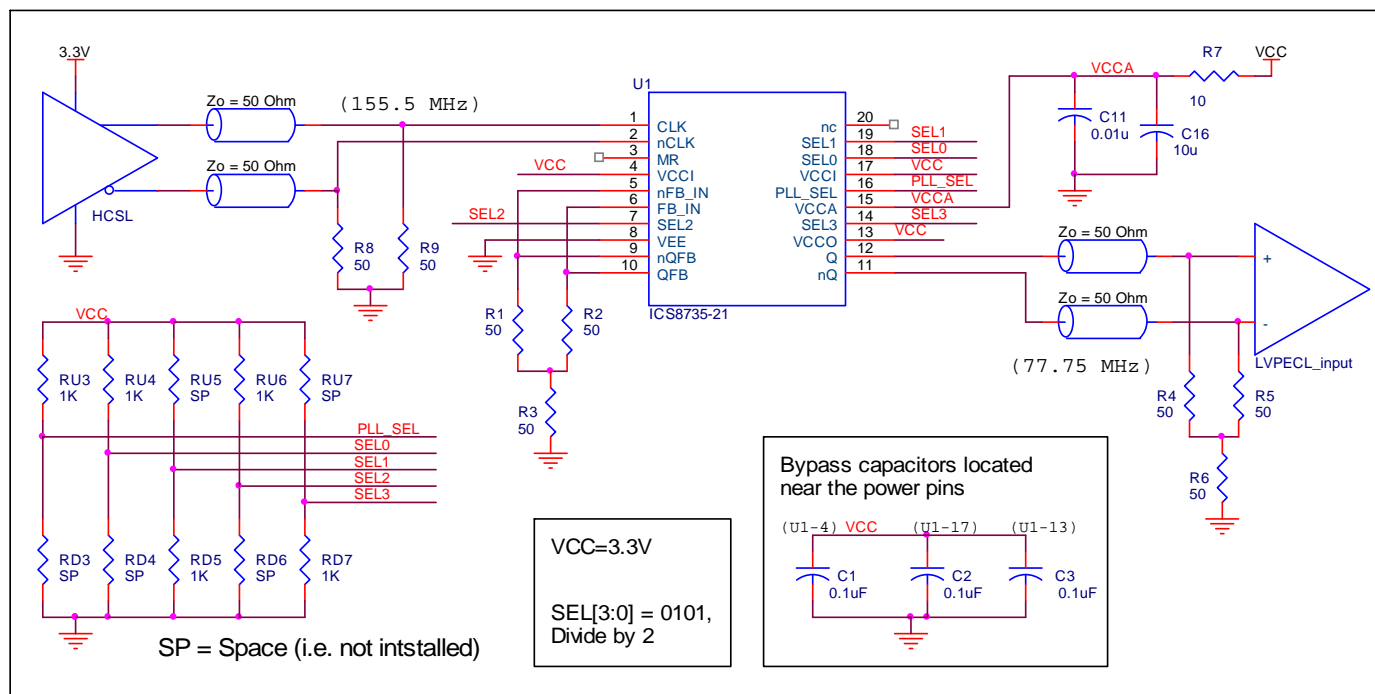 3.3V
Zo = 50 Ohm
(155.5 MHz)
Zo = 50 Ohm
HCSL
R8
50
R9
50
U1
1 CLK
2 nCLK
3 MR
4 VCCI
5 nFB_IN
6 FB_IN
7 SEL2
8 VEE
9 nQFB
10 QFB
VCC
SEL2
20 nc
19 SEL1
18 SEL0
17 VCCI
16 PLL_SEL
15 VCCA
14 SEL3
13 VCCO
12 Q
11 nQ
SEL1
SEL0
VCC
PLL_SEL
VCCA
SEL3
VCC
ICS8735-21
VCCA
R7
10
VCC
C11
0.01u
C16
10u
Zo = 50 Ohm
Zo = 50 Ohm
(77.75 MHz)
+
-
LVPECL_input
R4
50
R5
50
R6
50
R1
50
R2
50
R3
50
VCC
RU3
1K
RU4
1K
RU5
SP
RU6
1K
RU7
SP
PLL_SEL
SEL0
SEL1
SEL2
SEL3
RD3
SP
RD4
SP
RD5
1K
RD6
SP
RD7
1K
SP = Space (i.e. not intstalled)
VCC=3.3V
SEL[3:0] = 0101,
Divide by 2
Bypass capacitors located
near the power pins
(U1-4) VCC (U1-17) (U1-13)
C1
0.1uF
C2
0.1uF
C3
0.1uF